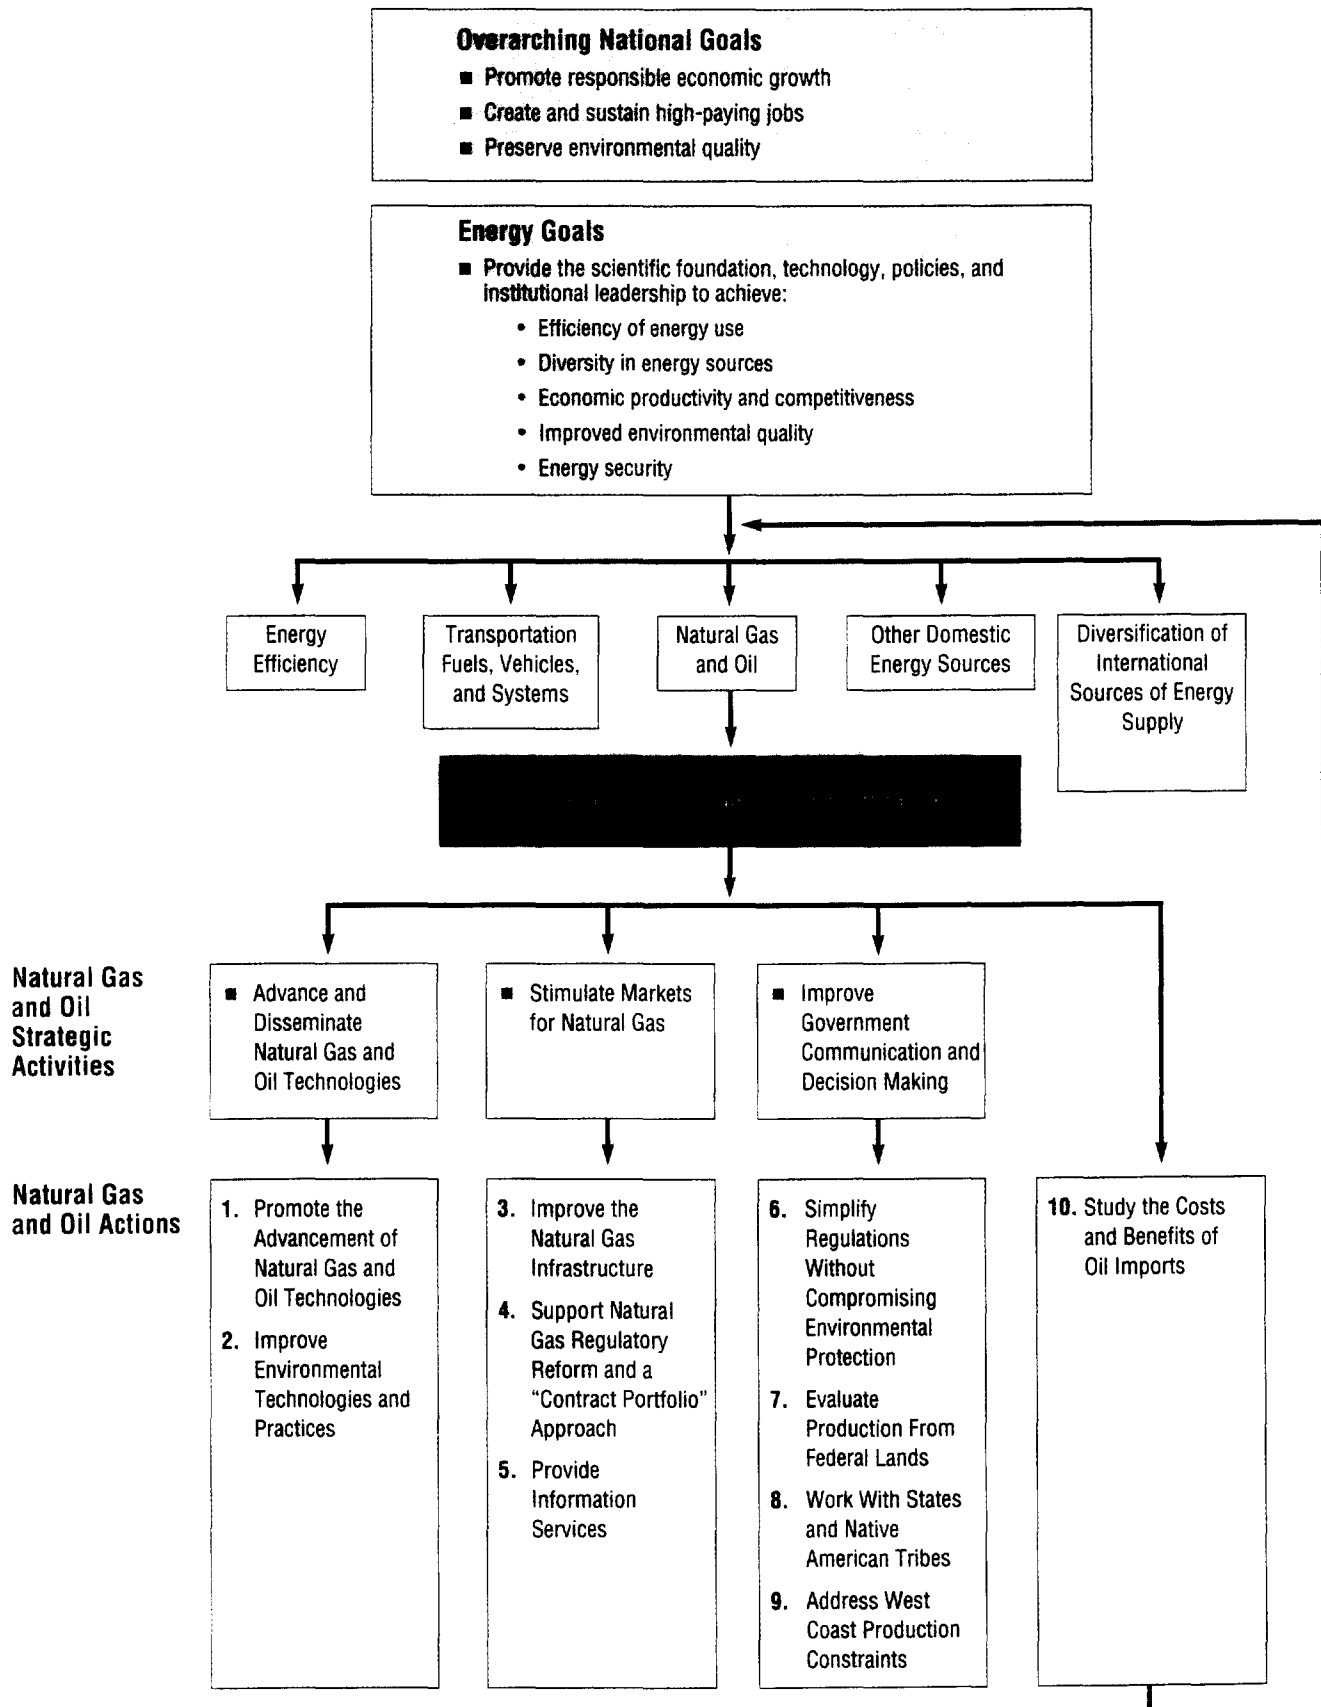 Overarching National Goals
■ Promote responsible economic growth
■ Create and sustain high-paying jobs
■ Preserve environmental quality
Energy Goals
■ Provide the scientific foundation, technology, policies, and
institutional leadership to achieve:
• Efficiency of energy use
• Diversity in energy sources
• Economic productivity and competitiveness
• Improved environmental quality
• Energy security
Energy
Efficiency
Transportation
Fuels, Vehicles,
and Systems
Natural Gas
and Oil
Other Domestic
Energy Sources
Diversification of
International
Sources of Energy
Supply
Natural Gas
and Oil
Strategic
Activities
■ Advance and
Disseminate
Natural Gas and
Oil Technologies
■ Stimulate Markets
for Natural Gas
■ Improve
Government
Communication and
Decision Making
Natural Gas
and Oil Actions
1. Promote the
Advancement of
Natural Gas and
Oil Technologies
2. Improve
Environmental
Technologies and
Practices
3. Improve the
Natural Gas
Infrastructure
4. Support Natural
Gas Regulatory
Reform and a
“Contract Portfolio”
Approach
5. Provide
Information
Services
6. Simplify
Regulations
Without
Compromising
Environmental
Protection
7. Evaluate
Production From
Federal Lands
8. Work With States
and Native
American Tribes
9. Address West
Coast Production
Constraints
10. Study the Costs
and Benefits of
Oil Imports